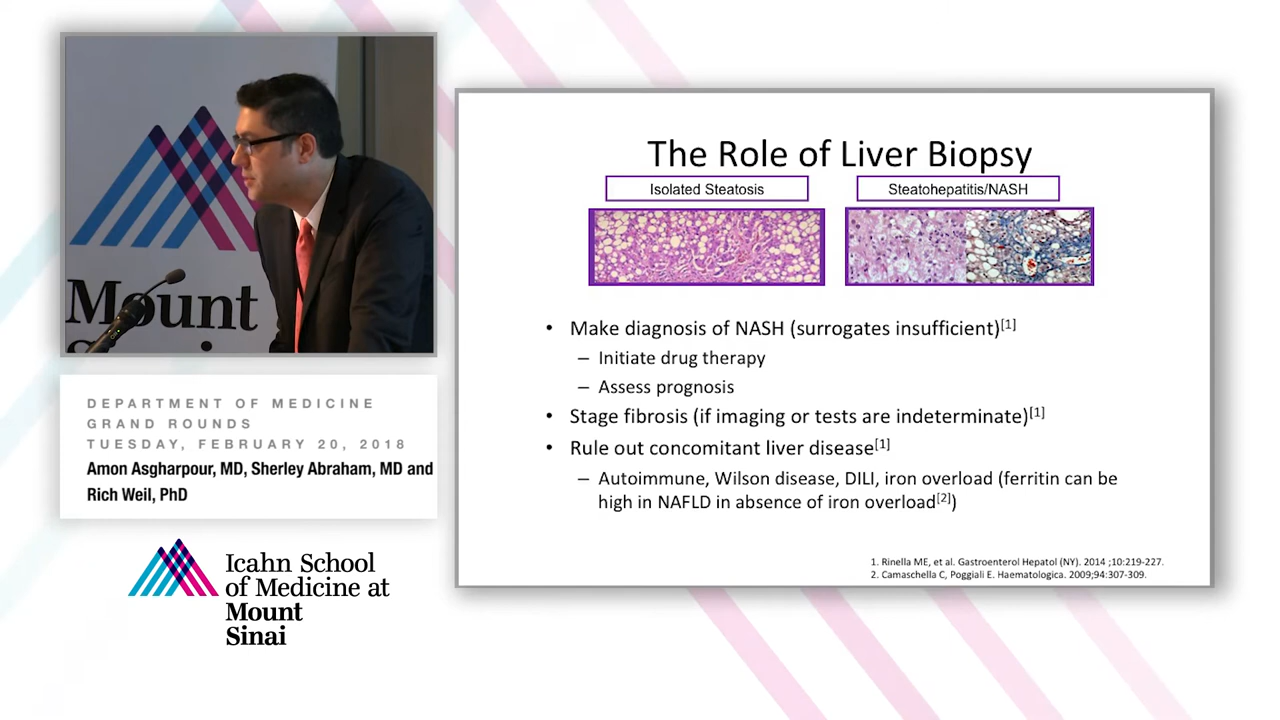 Mount
Sinai
DEPARTMENT OF MEDICINE
GRAND ROUNDS
TUESDAY, FEBRUARY 20, 2018
Amon Asgharpour, MD, Sherley Abraham, MD and
Rich Weil, PhD
Icahn School
of Medicine at
Mount
Sinai
The Role of Liver Biopsy
Isolated Steatosis
Steatohepatitis/NASH
• Make diagnosis of NASH (surrogates insufficient)[1]
– Initiate drug therapy
– Assess prognosis
• Stage fibrosis (if imaging or tests are indeterminate)[1]
• Rule out concomitant liver disease[1]
– Autoimmune, Wilson disease, DILI, iron overload (ferritin can be
high in NAFLD in absence of iron overload[2])
1. Rinella ME, et al. Gastroenterol Hepatol (NY). 2014 ;10:219-227.
2. Camaschella C, Poggiali E. Haematologica. 2009;94:307-309.